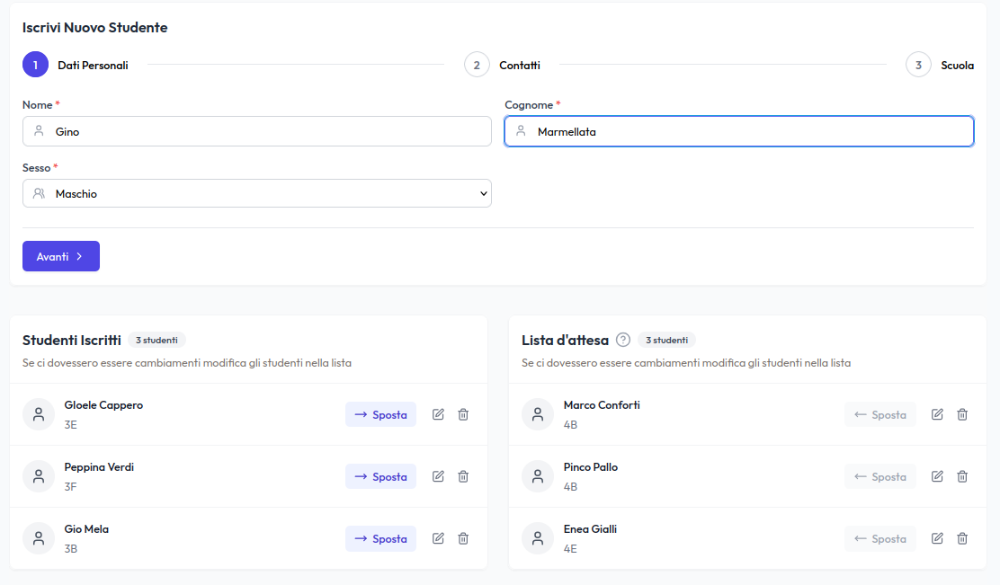 Iscrivi Nuovo Studente
1 Dati Personali 2 Contatti 3 Scuola
Nome * Cognome *
Gino Marmellata
Sesso *
Maschio
Avanti
Studenti Iscritti 3 studenti
Se ci dovessero essere cambiamenti modifica gli studenti nella lista
GIoele Cappero
3E
→ Sposta
Peppina Verdi
3F
→ Sposta
Gio Mela
3B
→ Sposta
Lista d'attesa ? 3 studenti
Se ci dovessero essere cambiamenti modifica gli studenti nella lista
Marco Conforti
4B
← Sposta
Pinco Pallo
4B
← Sposta
Enea Gialli
4E
← Sposta